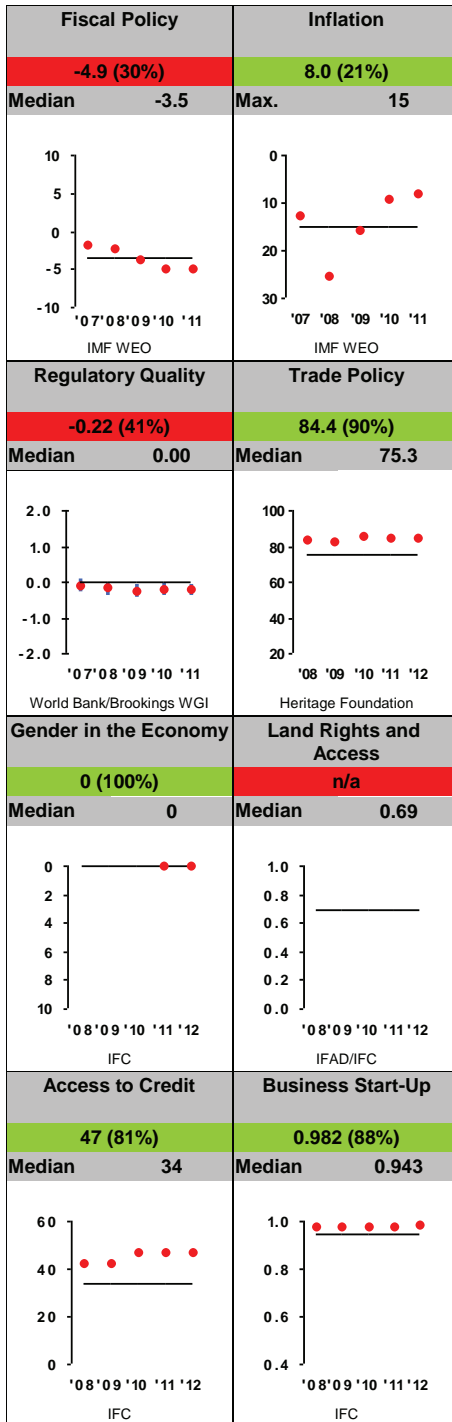 Fiscal Policy Inflation
-4.9 (30%) 8.0 (21%)
Median -3.5 Max. 15
10
5
0
-5
-10
'07 '08 '09 '10 '11
IMF WEO
0
10
20
30
'07 '08 '09 '10 '11
IMF WEO
Regulatory Quality Trade Policy
-0.22 (41%) 84.4 (90%)
Median 0.00 Median 75.3
2.0
1.0
0.0
-1.0
-2.0
'07 '08 '09 '10 '11
World Bank/Brookings WGI
100
80
60
40
20
'08 '09 '10 '11 '12
Heritage Foundation
Gender in the Economy Land Rights and
Access
0 (100%) n/a
Median 0 Median 0.69
0
2
4
6
8
10
'08 '09 '10 '11 '12
IFC
1.0
0.8
0.6
0.4
0.2
0.0
'08 '09 '10 '11 '12
IFAD/IFC
Access to Credit Business Start-Up
47 (81%) 0.982 (88%)
Median 34 Median 0.943
60
40
20
0
'08 '09 '10 '11 '12
IFC
1.0
0.8
0.6
0.4
'08 '09 '10 '11 '12
IFC